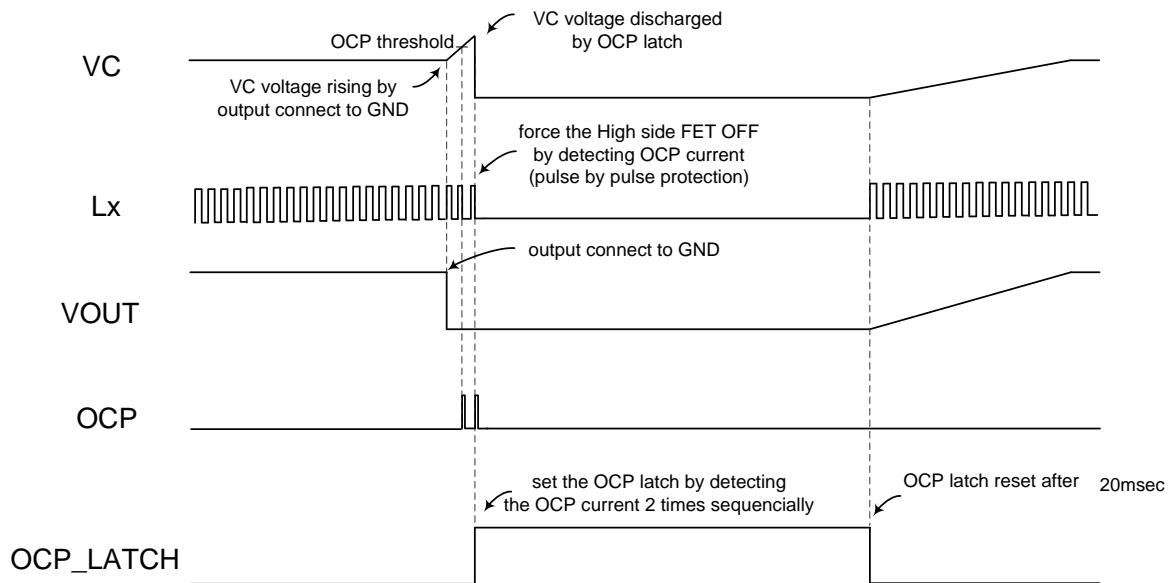 VC voltage discharged
by OCP latch
OCP threshold
VC
VC voltage rising by
output connect to GND
force the High side FET OFF
by detecting OCP current
(pulse by pulse protection)
Lx
output connect to GND
VOUT
OCP
set the OCP latch by detecting
the OCP current 2 times sequencially
OCP latch reset after 20msec
OCP_LATCH